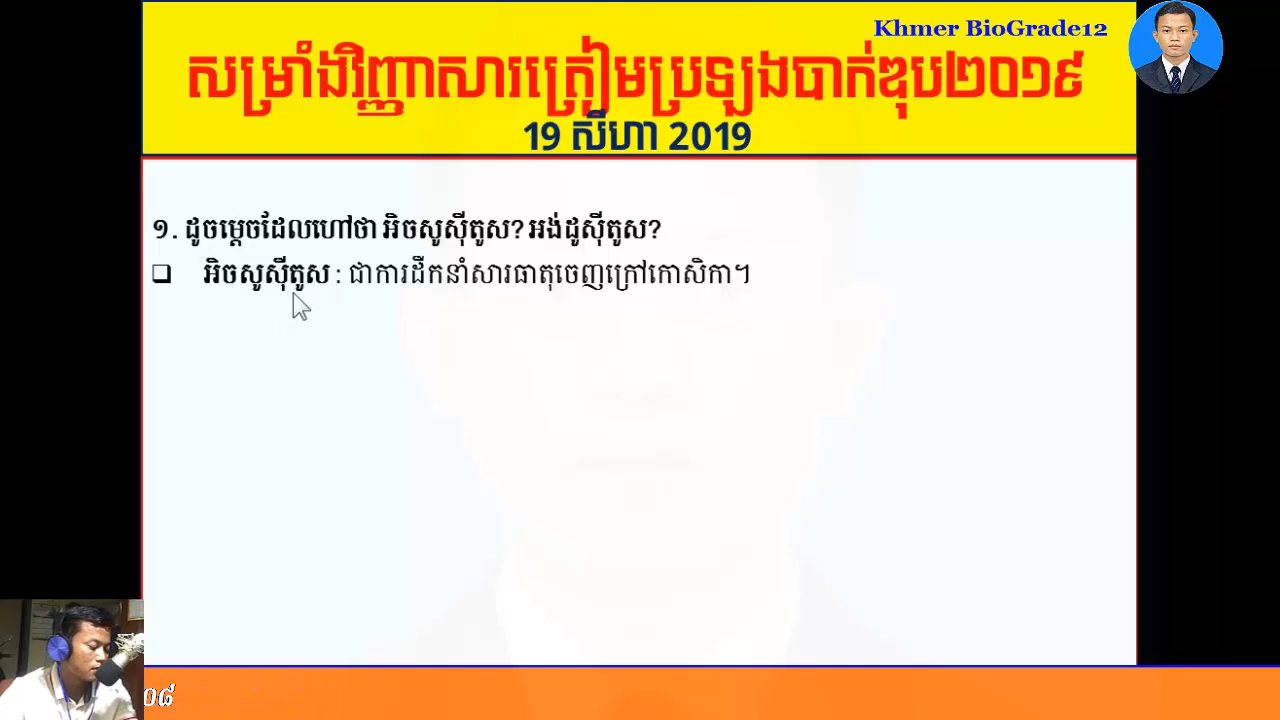 Khmer BioGrade12
សម្រាំងវិញ្ញាសារត្រៀមប្រឡងបាក់ឌុប២០១៩
19 សីហា 2019
១. ដូចម្តេចដែលហៅថា អិចសូស៊ីតូស? អង់ដូស៊ីតូស?
❑ អិចសូស៊ីតូស : ជាការដឹកនាំសារធាតុចេញក្រៅកោសិកា។
០៨